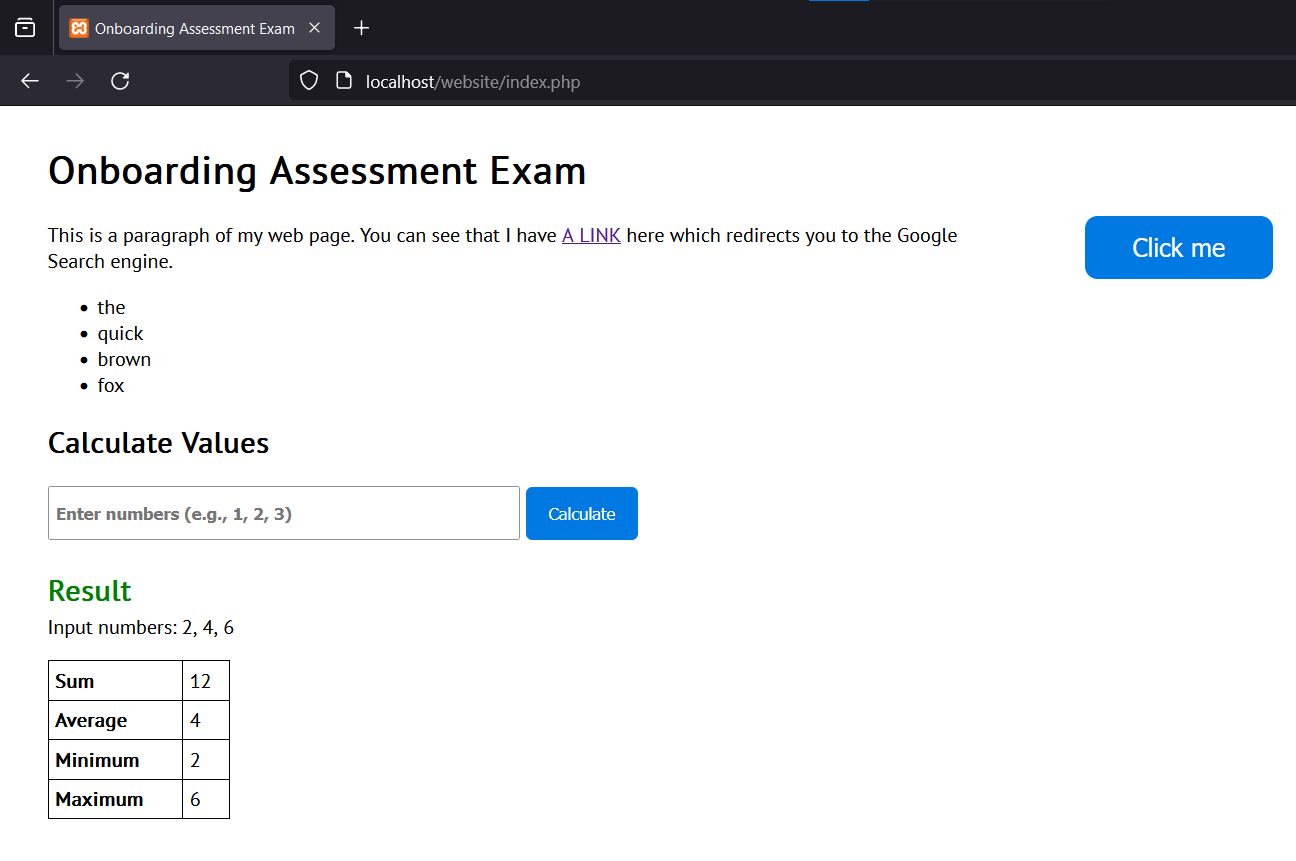 Onboarding Assessment Exam
localhost/website/index.php
Onboarding Assessment Exam
This is a paragraph of my web page. You can see that I have A LINK here which redirects you to the Google
Search engine.
Click me
the
quick
brown
fox
Calculate Values
Enter numbers (e.g., 1, 2, 3)
Calculate
Result
Input numbers: 2, 4, 6
Sum 12
Average 4
Minimum 2
Maximum 6